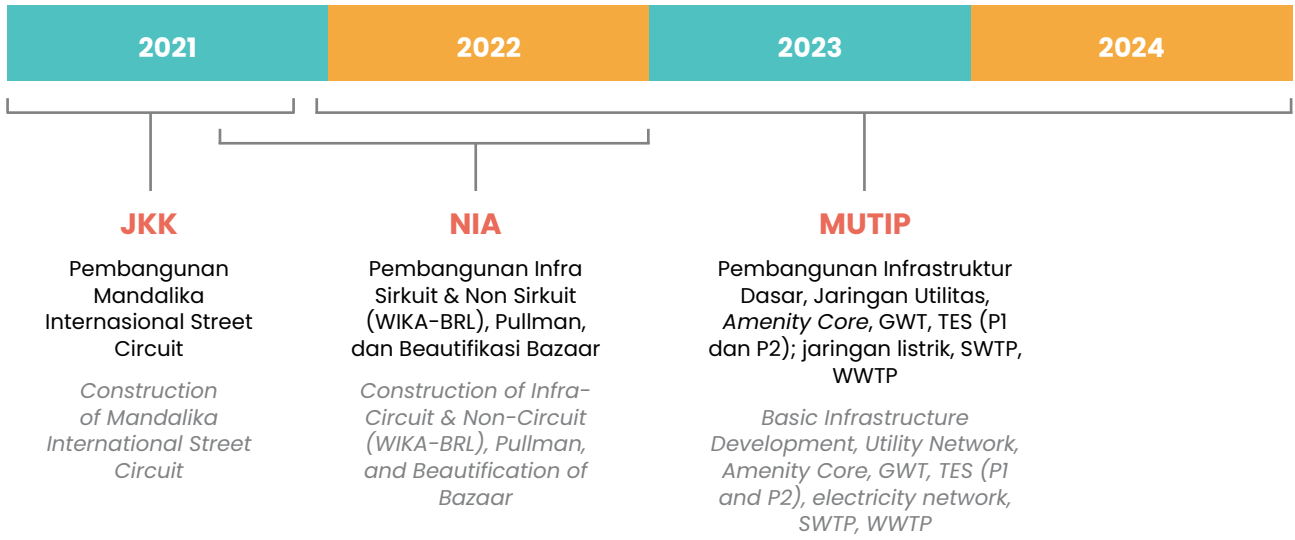 2021
2022
2023
2024
JKK
Pembangunan
Mandalika
Internasional Street
Circuit
Construction
of Mandalika
International Street
Circuit
NIA
Pembangunan Infra
Sirkuit & Non Sirkuit
(WIKA-BRL), Pullman,
dan Beautifikasi Bazaar
Construction of Infra-
Circuit & Non-Circuit
(WIKA-BRL), Pullman,
and Beautification of
Bazaar
MUTIP
Pembangunan Infrastruktur
Dasar, Jaringan Utilitas,
Amenity Core, GWT, TES (P1
dan P2); jaringan listrik, SWTP,
WWTP
Basic Infrastructure
Development, Utility Network,
Amenity Core, GWT, TES (P1
and P2), electricity network,
SWTP, WWTP